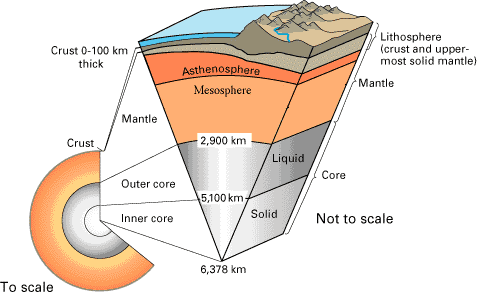 Crust 0-100 km
thick
Lithosphere
(crust and upper-
most solid mantle)
Asthenosphere
Mesosphere
Mantle
Mantle
Crust
2,900 km
Liquid
Outer core
Core
5,100 km
Inner core
Solid
Not to scale
6,378 km
To scale